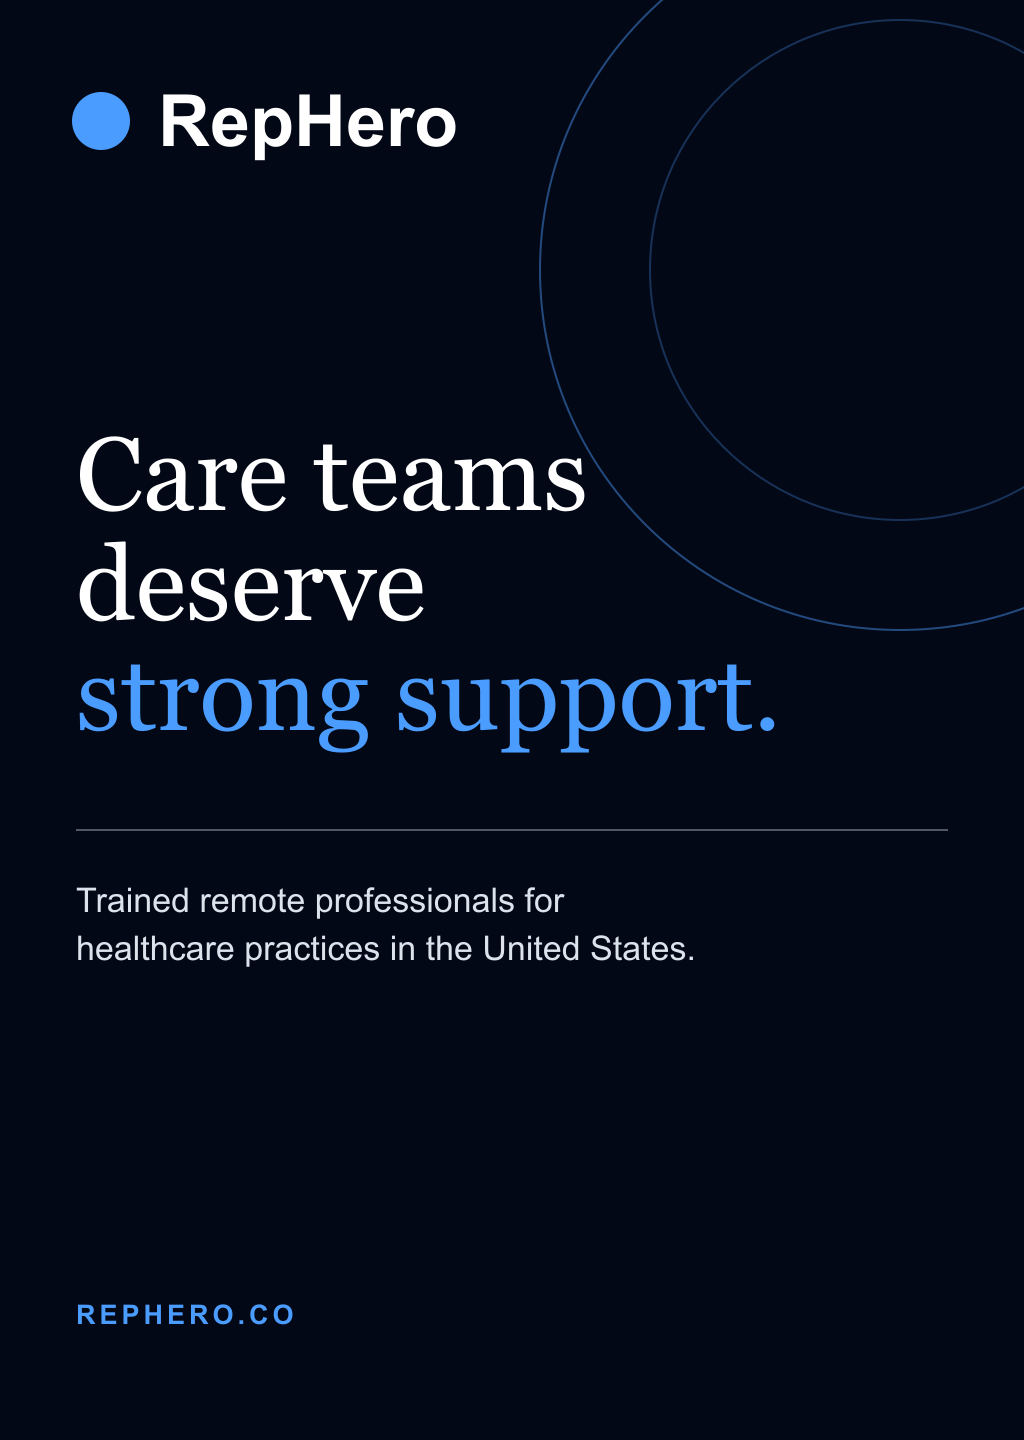 RepHero
Care teams
deserve
strong support.
Trained remote professionals for
healthcare practices in the United States.
REPHERO.CO